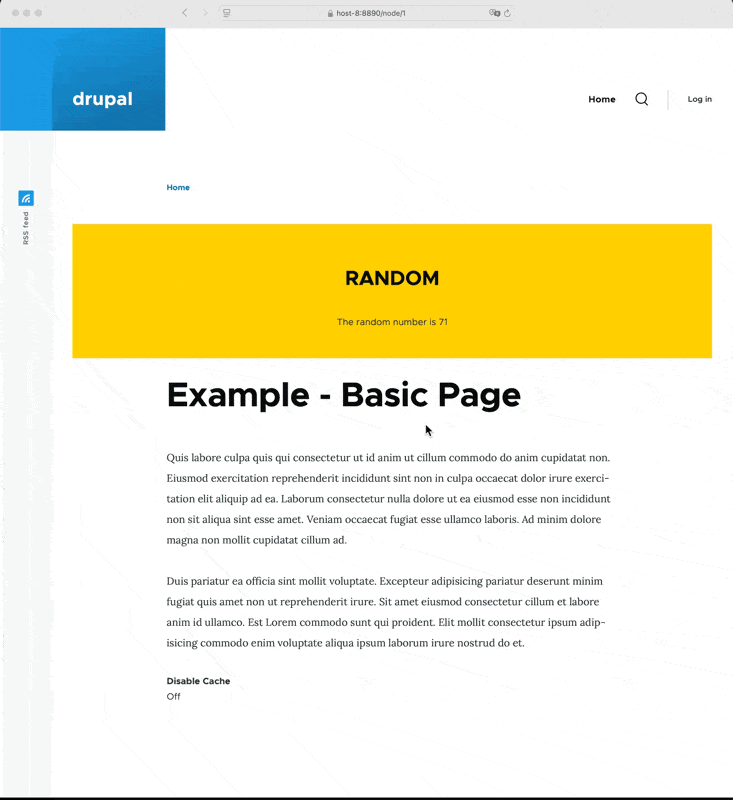 host-8:8890/node/1
drupal
Home
Log in
Home
RSS feed
RANDOM
The random number is 71
Example - Basic Page
Quis labore culpa quis qui consectetur ut id anim ut cillum commodo do anim cupidatat non.
Eiusmod exercitation reprehenderit incididunt sint non in culpa occaecat dolor irure exerci-
tation elit aliquip ad ea. Laborum consectetur nulla dolore ut ea eiusmod esse non incididunt
non sit aliqua sint esse amet. Veniam occaecat fugiat esse ullamco laboris. Ad minim dolore
magna non mollit cupidatat cillum ad.
Duis pariatur ea officia sint mollit voluptate. Excepteur adipisicing pariatur deserunt minim
fugiat quis amet non ut reprehenderit irure. Sit amet eiusmod consectetur cillum et labore
anim id ullamco. Est Lorem commodo sunt qui proident. Elit mollit consectetur ipsum adip-
isicing commodo enim voluptate aliqua ipsum laborum irure nostrud do et.
Disable Cache
Off